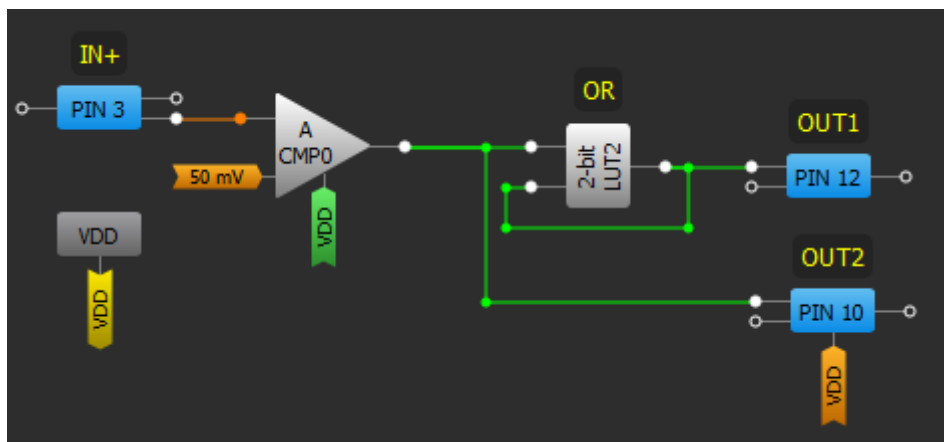 IN+
PIN 3
A
CMP0
50 mV
VDD
VDD
VDD
OR
2-bit
LUT2
OUT1
PIN 12
OUT2
PIN 10
VDD